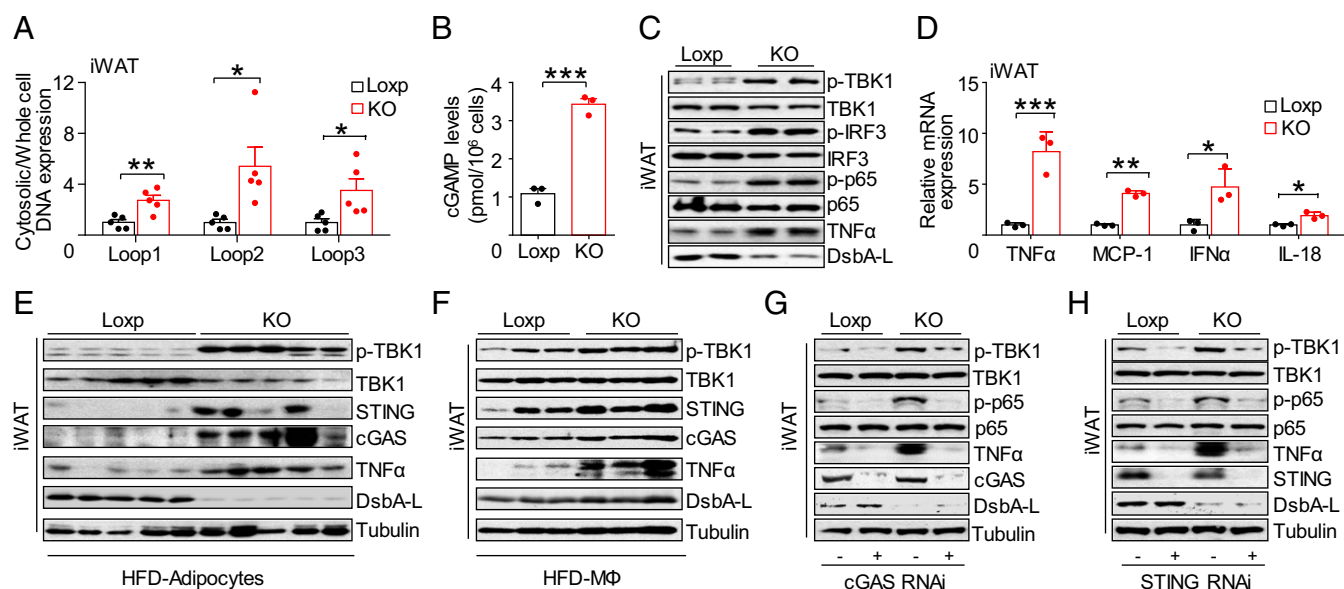 A
iWAT
Cytosolic/Whole cell
DNA expression
12
8
4
0
**
*
*
Loxp
KO
Loop1
Loop2
Loop3
B
cGAMP levels
(pmol/10⁶ cells)
4
3
2
1
0
***
Loxp
KO
C
Loxp KO
iWAT
p-TBK1
TBK1
p-IRF3
IRF3
p-p65
p65
TNFα
DsbA-L
D
iWAT
Relative mRNA
expression
15
10
5
0
***
**
*
*
Loxp
KO
TNFα
MCP-1
IFNα
IL-18
E
Loxp KO
iWAT
p-TBK1
TBK1
STING
cGAS
TNFα
DsbA-L
Tubulin
HFD-Adipocytes
F
Loxp KO
iWAT
p-TBK1
TBK1
STING
cGAS
TNFα
DsbA-L
Tubulin
HFD-MΦ
G
Loxp KO
iWAT
p-TBK1
TBK1
p-p65
p65
TNFα
cGAS
DsbA-L
Tubulin
- + - +
cGAS RNAi
H
Loxp KO
iWAT
p-TBK1
TBK1
p-p65
p65
TNFα
STING
DsbA-L
Tubulin
- + - +
STING RNAi